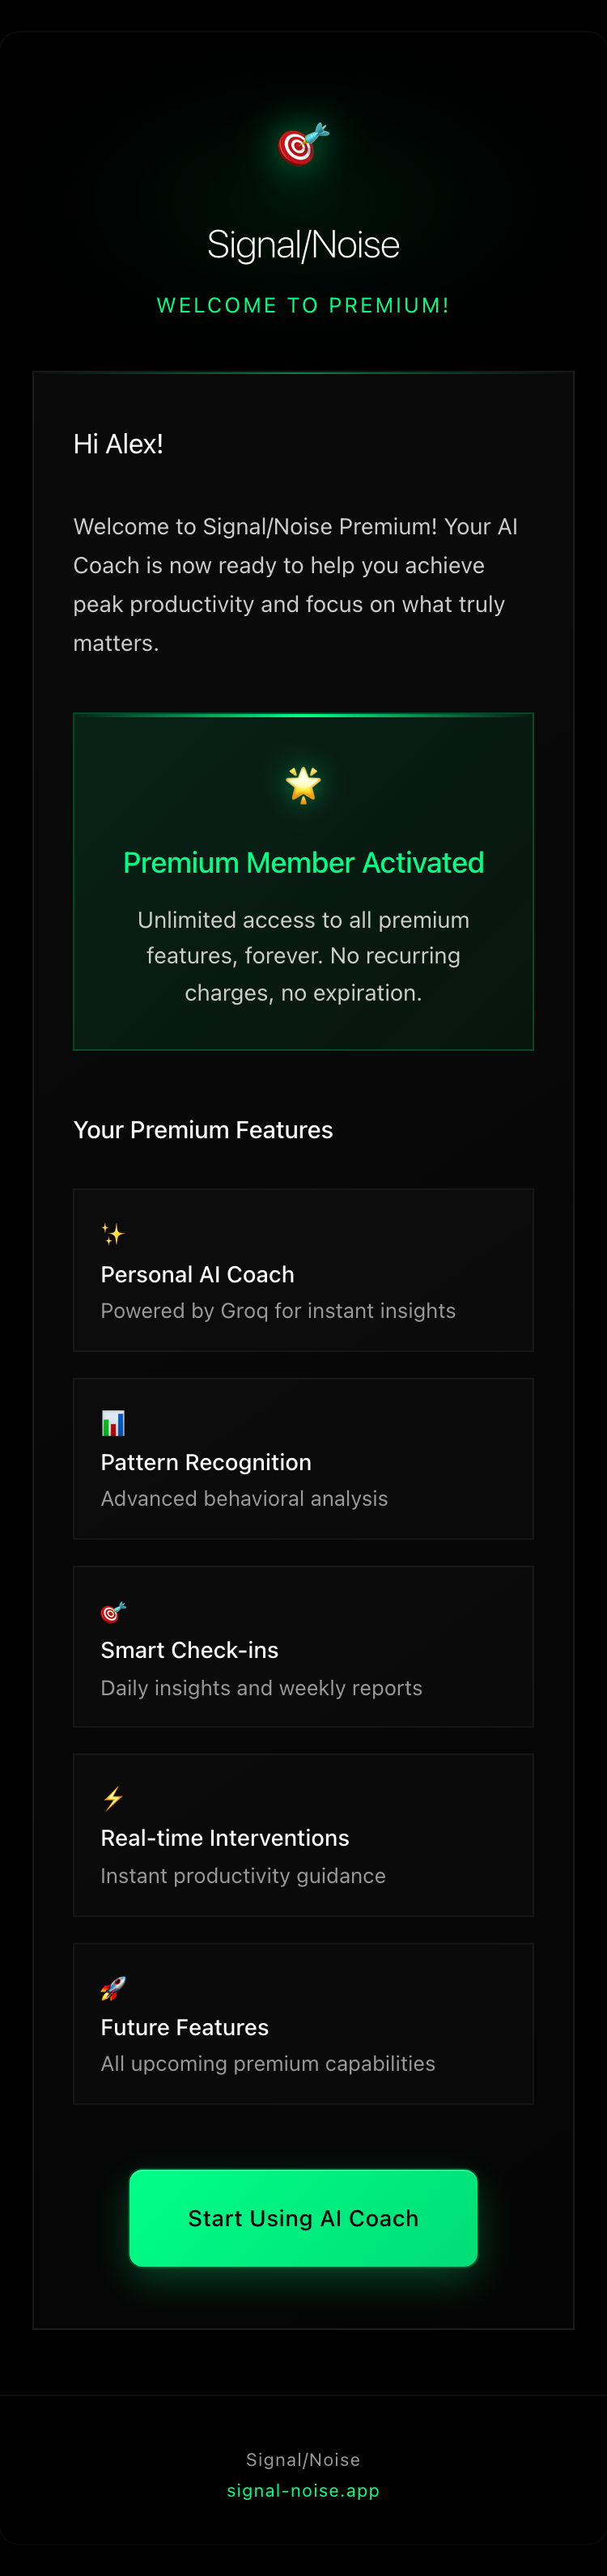 Signal/Noise
WELCOME TO PREMIUM!
Hi Alex!
Welcome to Signal/Noise Premium! Your AI
Coach is now ready to help you achieve
peak productivity and focus on what truly
matters.
Premium Member Activated
Unlimited access to all premium
features, forever. No recurring
charges, no expiration.
Your Premium Features
Personal AI Coach
Powered by Groq for instant insights
Pattern Recognition
Advanced behavioral analysis
Smart Check-ins
Daily insights and weekly reports
Real-time Interventions
Instant productivity guidance
Future Features
All upcoming premium capabilities
Start Using AI Coach
Signal/Noise
signal-noise.app